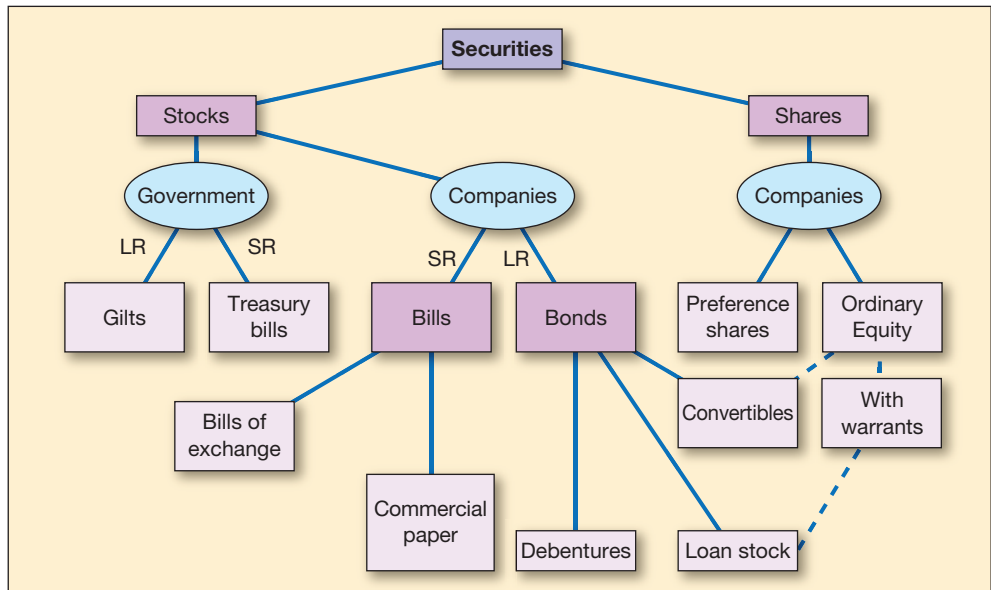 Securities
Stocks
Shares
Government
Companies
Companies
LR
SR
SR
LR
Gilts
Treasury
bills
Bills
Bonds
Preference
shares
Ordinary
Equity
Bills of
exchange
Convertibles
With
warrants
Commercial
paper
Debentures
Loan stock